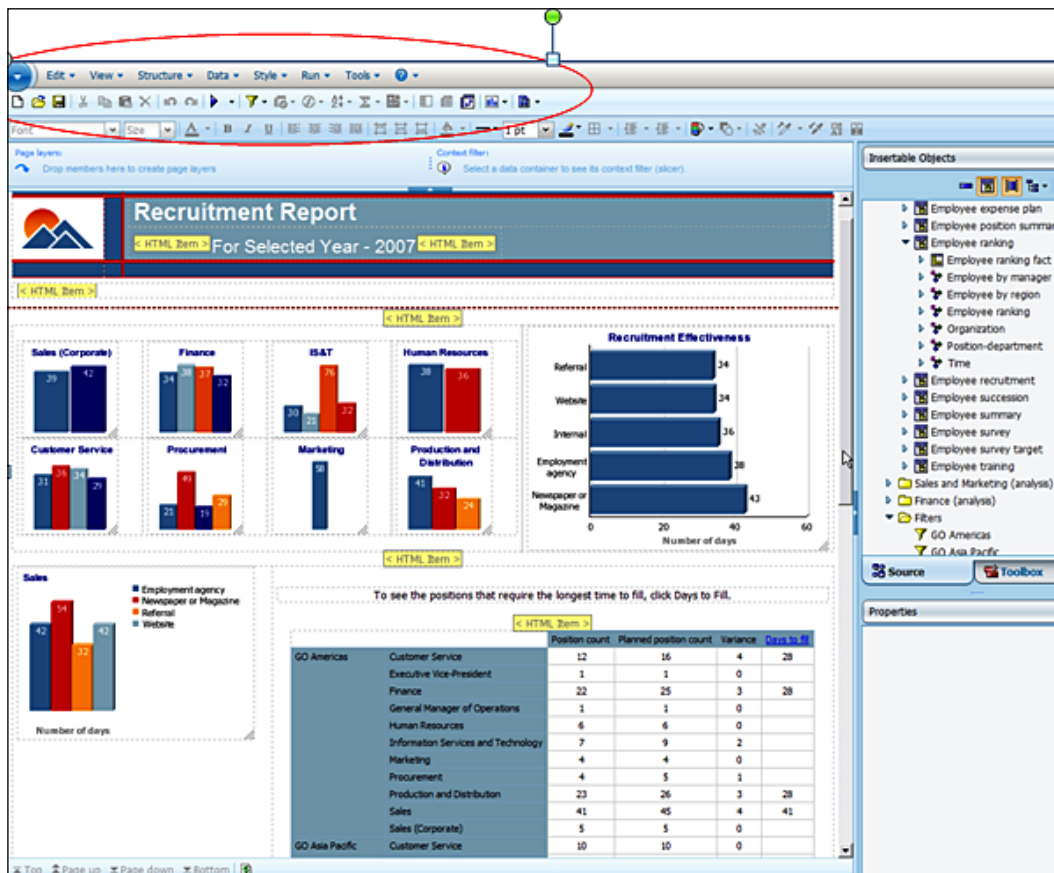 Edit View Structure Data Style Run Tools ?
Font Size 1 pt
Page layers:
Drop members here to create page layers
Context filter:
Select a data container to see its context filter (slicer).
Recruitment Report
< HTML Item > For Selected Year - 2007 < HTML Item >
< HTML Item >
< HTML Item >
Sales (Corporate)
39 42
Finance
34 38 37 32
IS&T
30 21 76 32
Human Resources
38 36
Customer Service
31 36 34 29
Procurement
21 49 19 29
Marketing
58
Production and
Distribution
41 32 24
Recruitment Effectiveness
Referral 34
Website 34
Internal 36
Employment
agency 38
Newspaper or
Magazine 43
0 20 40 60
Number of days
< HTML Item >
Sales
42 54 32 42
Employment agency
Newspaper or Magazine
Referral
Website
Number of days
To see the positions that require the longest time to fill, click Days to Fill.
< HTML Item >
Position count Planned position count Variance Days to fill
GO Americas Customer Service 12 16 4 28
Executive Vice-President 1 1 0
Finance 22 25 3 28
General Manager of Operations 1 1 0
Human Resources 6 6 0
Information Services and Technology 7 9 2
Marketing 4 4 0
Procurement 4 5 1
Production and Distribution 23 26 3 28
Sales 41 45 4 41
Sales (Corporate) 5 5 0
GO Asia Pacific Customer Service 10 10 0
Top Page up Page down Bottom
Insertable Objects
Employee expense plan
Employee position summar
Employee ranking
Employee ranking fact
Employee by manager
Employee by region
Employee ranking
Organization
Position-department
Time
Employee recruitment
Employee succession
Employee summary
Employee survey
Employee survey target
Employee training
Sales and Marketing (analysis)
Finance (analysis)
Filters
GO Americas
GO Asia Pacific
Source Toolbox
Properties